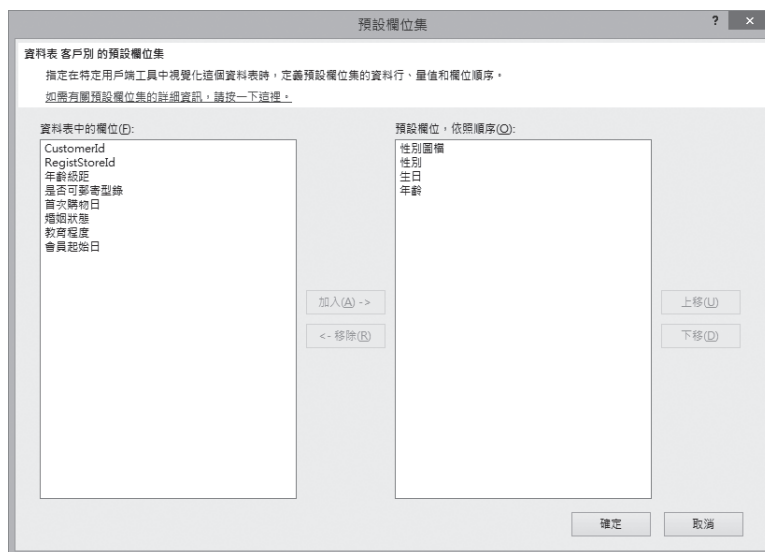 預設欄位集
? ×
資料表 客戶別 的預設欄位集
指定在特定用戶端工具中視覺化這個資料表時，定義預設欄位集的資料行、量值和欄位順序。
如需有關預設欄位集的詳細資訊，請按一下這裡。
資料表中的欄位(F):
CustomerId
RegistStoreId
年齡級距
是否可郵寄型錄
首次購物日
婚姻狀態
教育程度
會員起始日
加入(A) ->
<- 移除(R)
預設欄位，依照順序(O):
性別圖檔
性別
生日
年齡
上移(U)
下移(D)
確定
取消